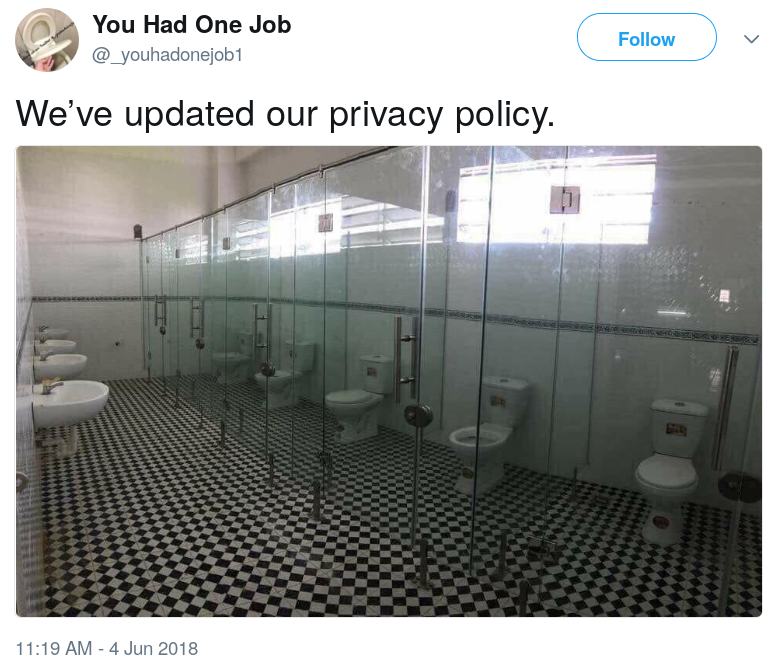 You Had One Job
@_youhadonejob1
Follow
We’ve updated our privacy policy.
11:19 AM - 4 Jun 2018